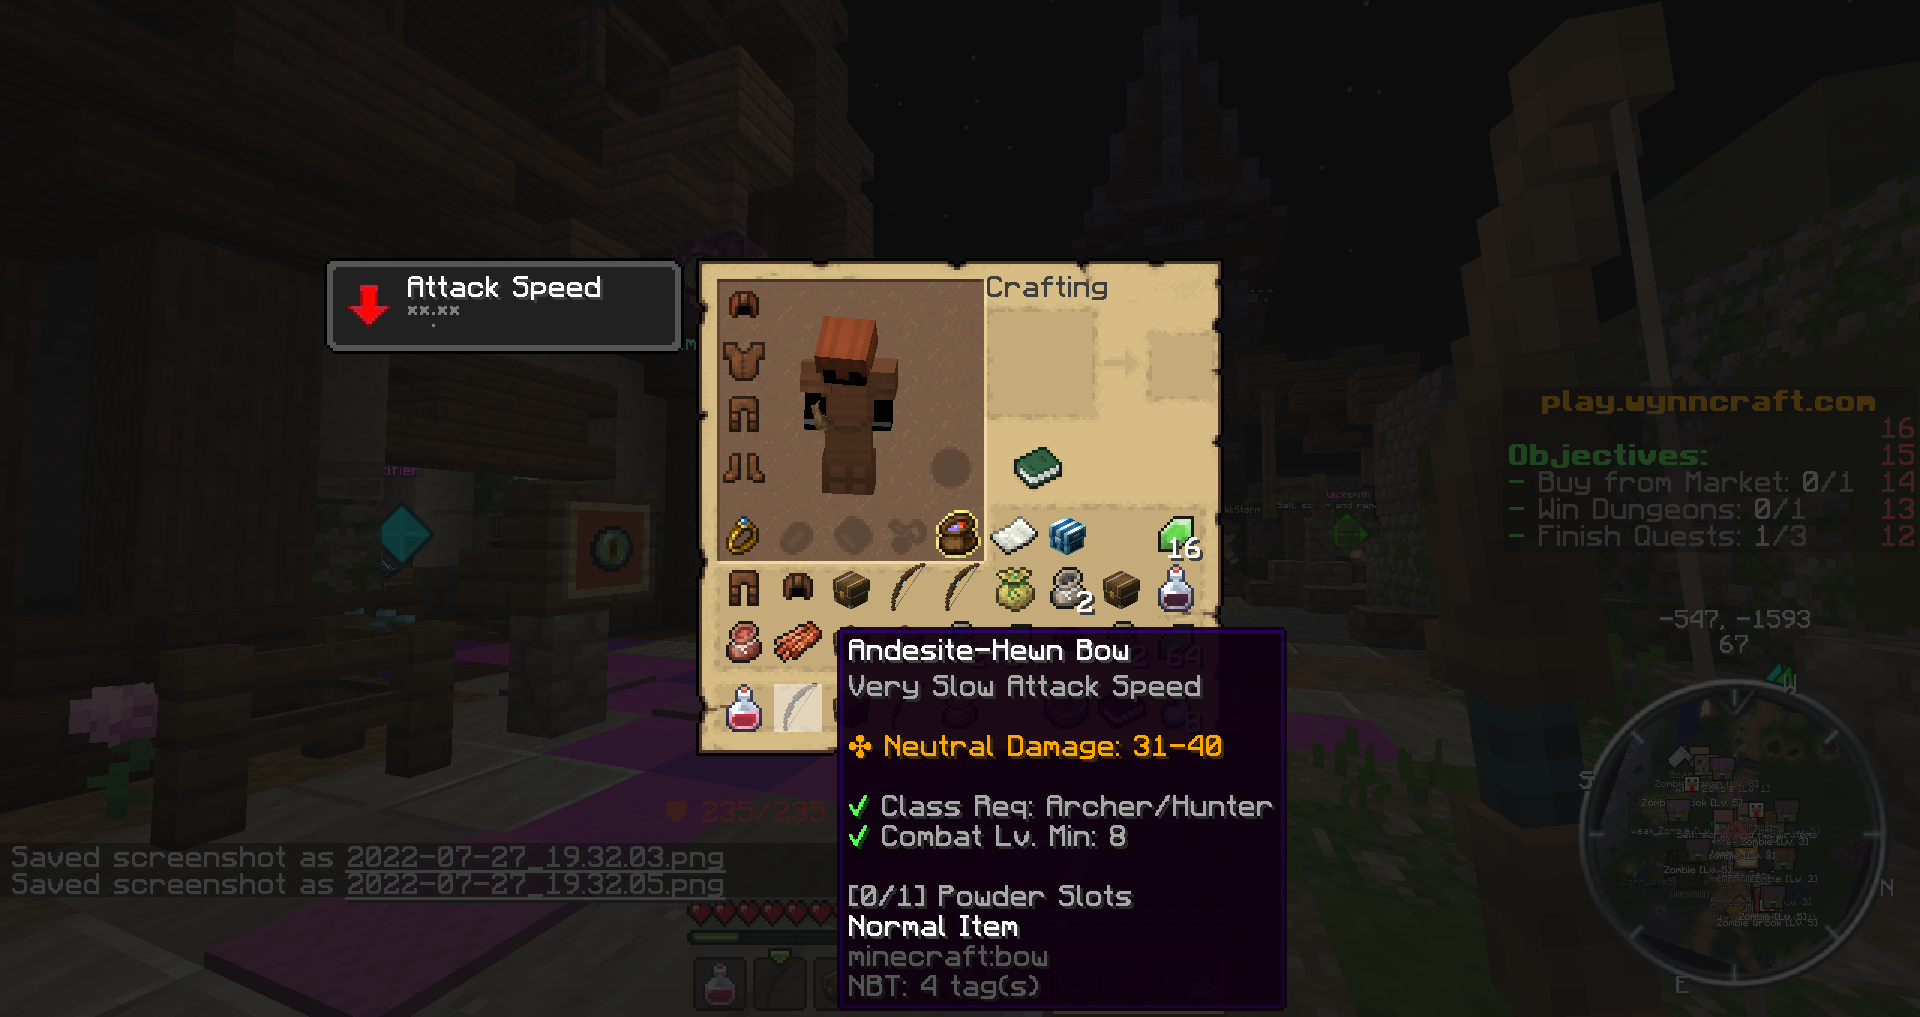 Attack Speed
**.**
Crafting
play.wynncraft.com
16
Objectives:
15
- Buy from Market: 0/1
14
- Win Dungeons: 0/1
13
- Finish Quests: 1/3
12
16
2
-547, -1593
67
W
S
N
E
Andesite-Hewn Bow
Very Slow Attack Speed
Neutral Damage: 31-40
Class Req: Archer/Hunter
Combat Lv. Min: 8
[0/1] Powder Slots
Normal Item
minecraft:bow
NBT: 4 tag(s)
235/235
Saved screenshot as 2022-07-27_19.32.03.png
Saved screenshot as 2022-07-27_19.32.05.png